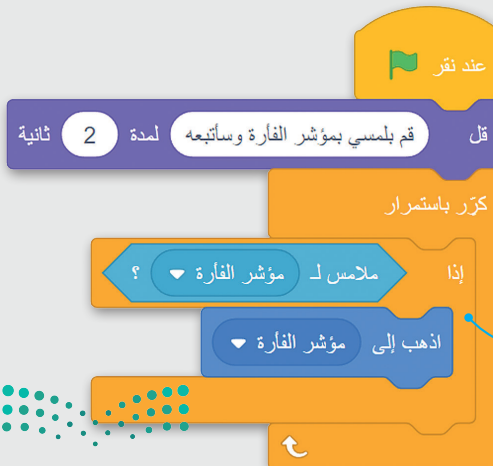 عند نقر
قل قم بلمسي بمؤشر الفأرة وسأتبعه لمدة 2 ثانية
كرّر باستمرار
إذا ملامس لـ مؤشر الفأرة ؟
اذهب إلى مؤشر الفأرة